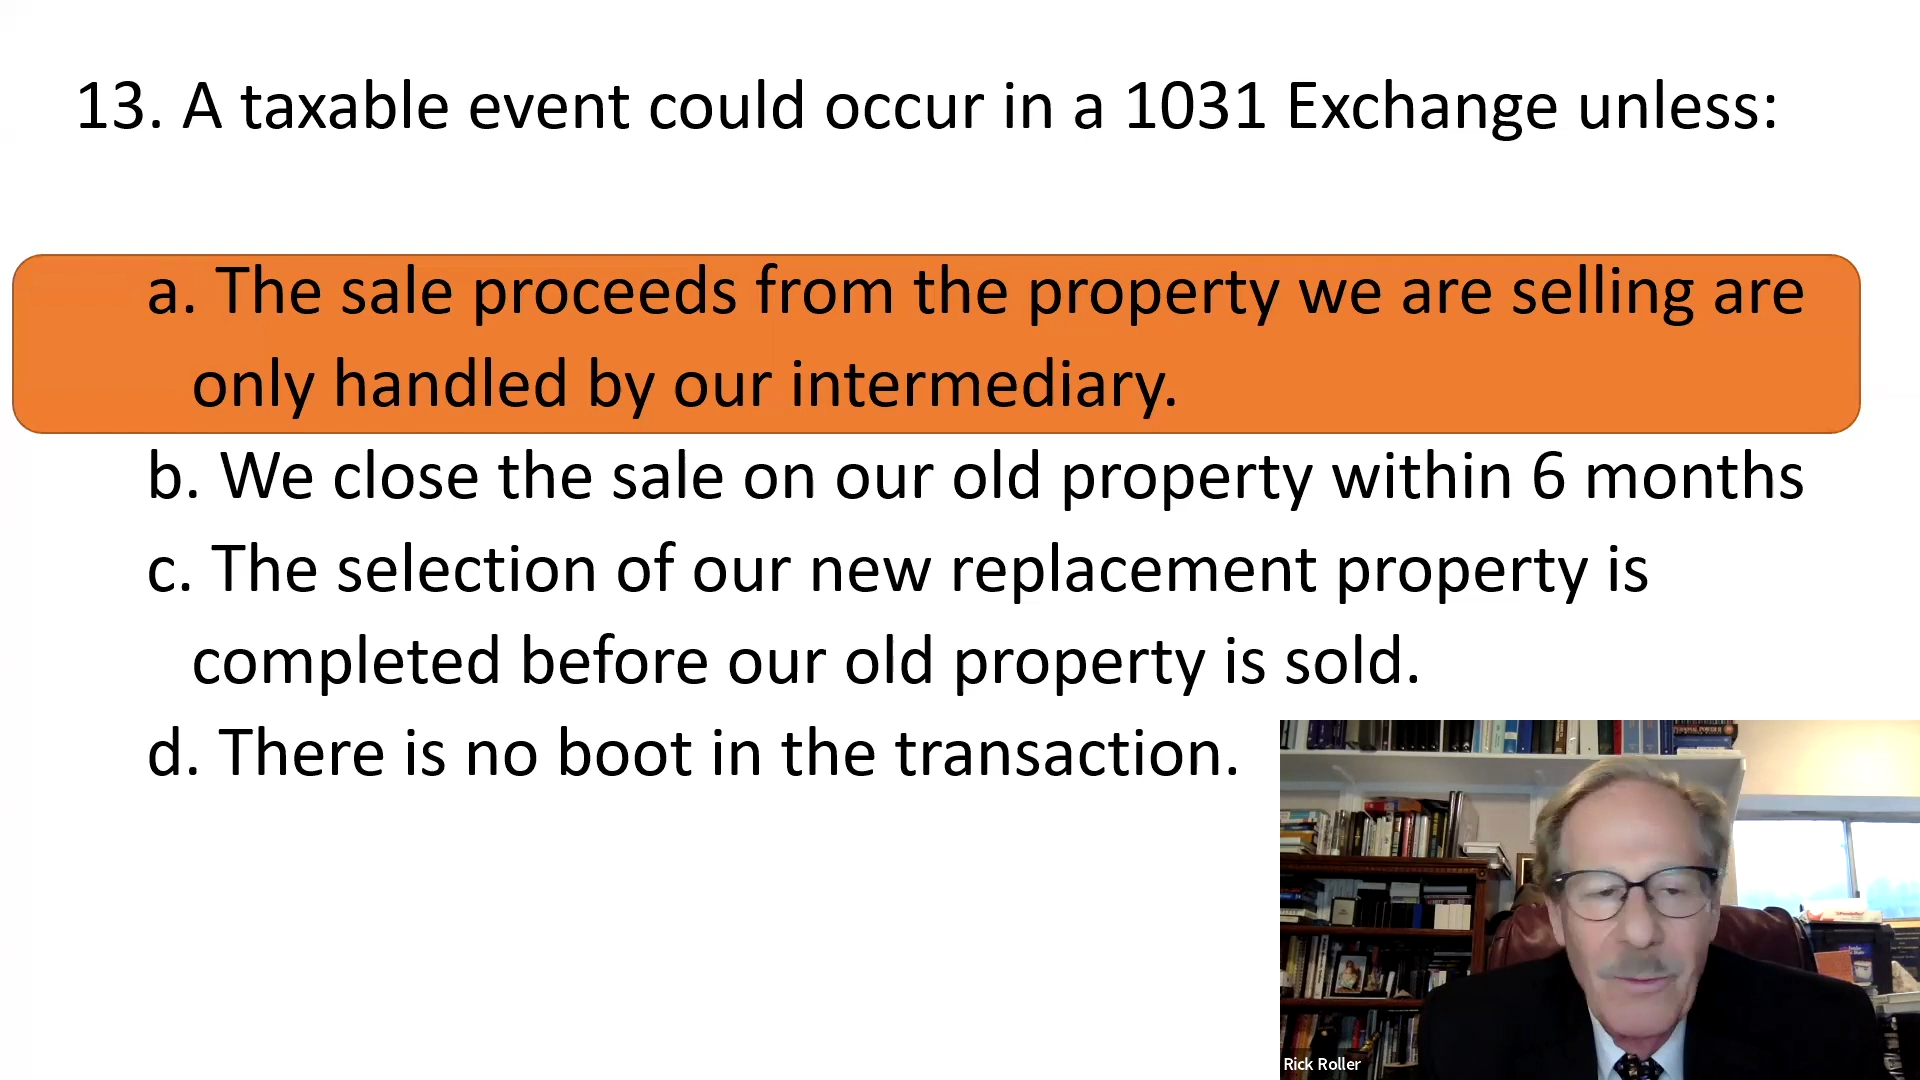 13. A taxable event could occur in a 1031 Exchange unless:
a. The sale proceeds from the property we are selling are
only handled by our intermediary.
b. We close the sale on our old property within 6 months
c. The selection of our new replacement property is
completed before our old property is sold.
d. There is no boot in the transaction.
Rick Roller